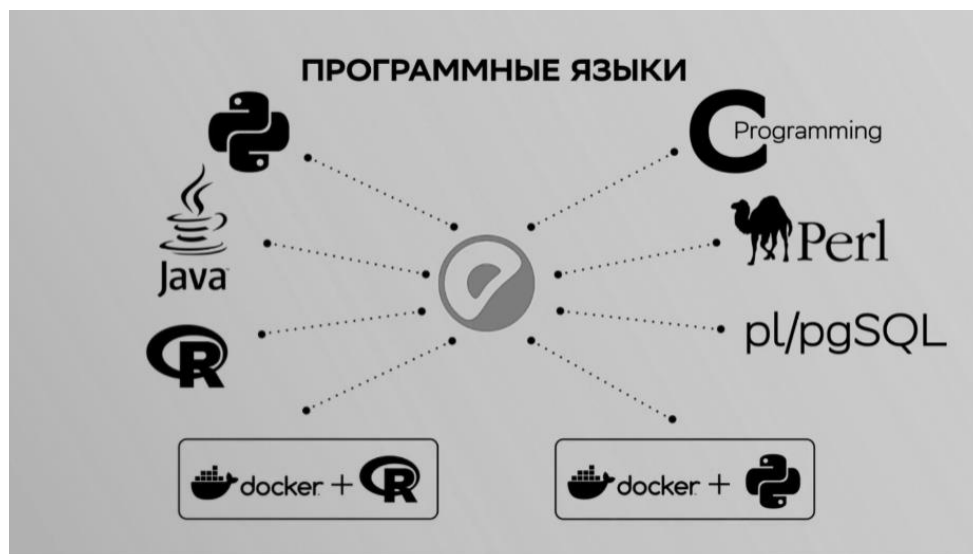 ПРОГРАММНЫЕ ЯЗЫКИ
C Programming
Java
Perl
R
pl/pgSQL
docker + R
docker +